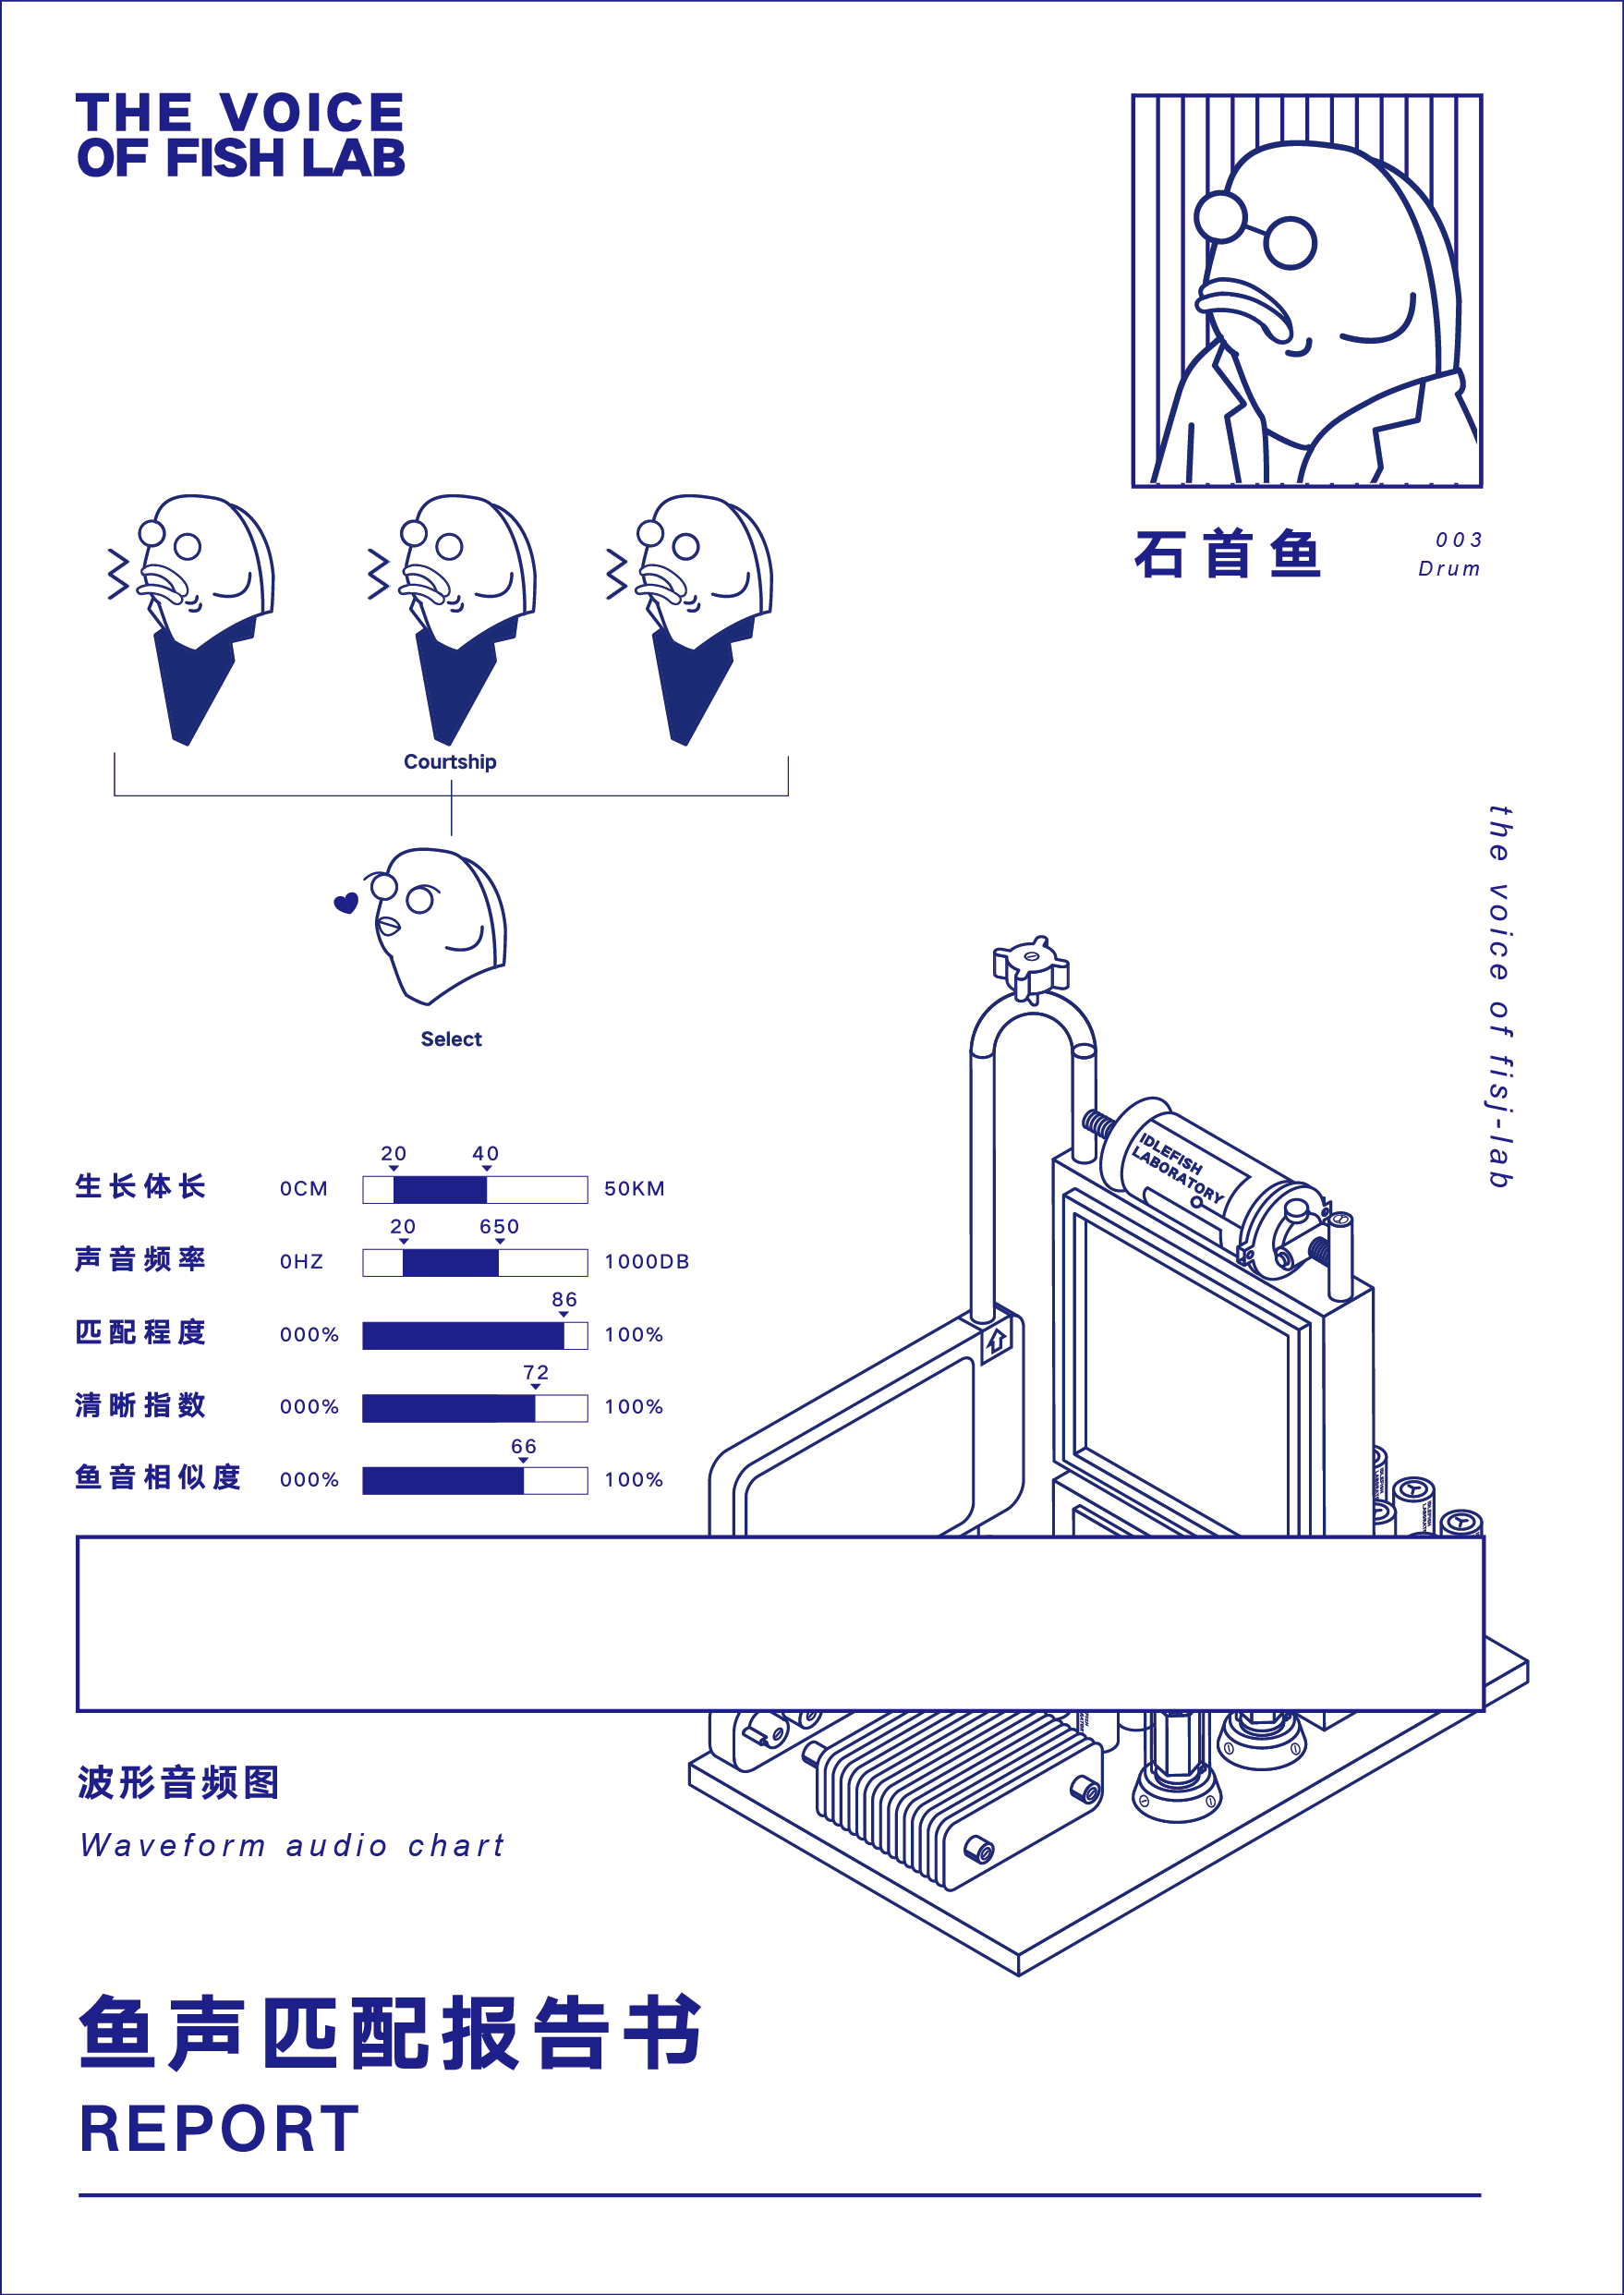 THE VOICE
OF FISH LAB
石首鱼
003
Drum
Courtship
Select
the voice of fisj-lab
IDLEFISH
LABORATORY
20 40
生长体长 0CM 50KM
20 650
声音频率 0HZ 1000DB
86
匹配程度 000% 100%
72
清晰指数 000% 100%
66
鱼音相似度 000% 100%
波形音频图
Waveform audio chart
鱼声匹配报告书
REPORT